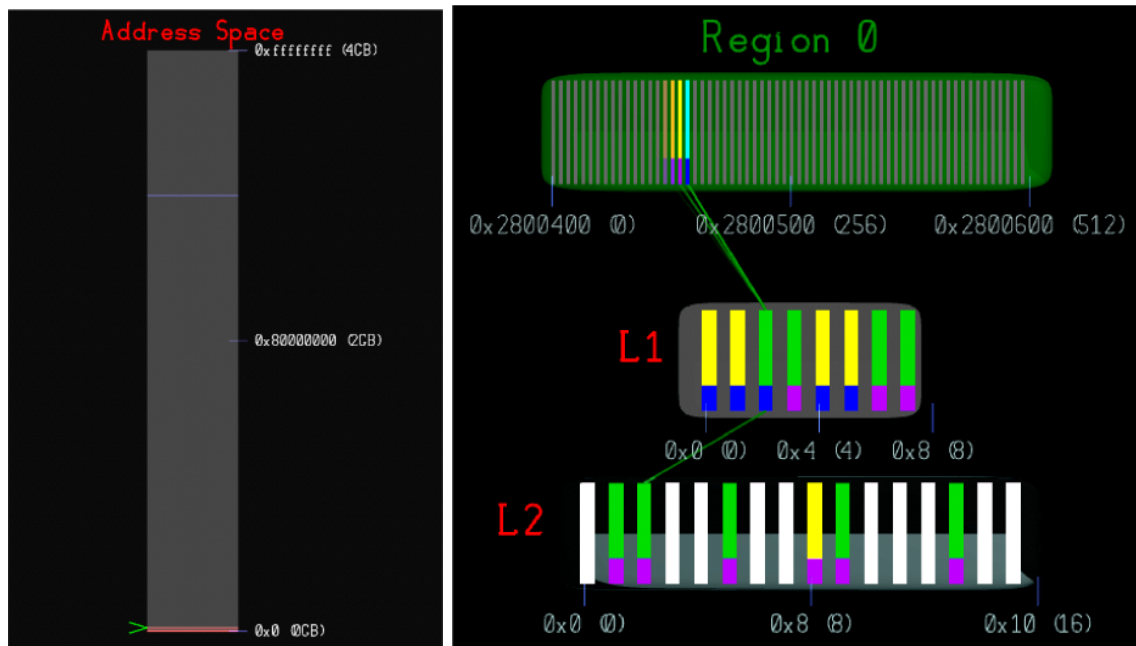 Address Space
0xffffffff (4GB)
0x80000000 (2GB)
0x0 (0GB)
Region 0
0x2800400 (0)
0x2800500 (256)
0x2800600 (512)
L1
0x0 (0)
0x4 (4)
0x8 (8)
L2
0x0 (0)
0x8 (8)
0x10 (16)